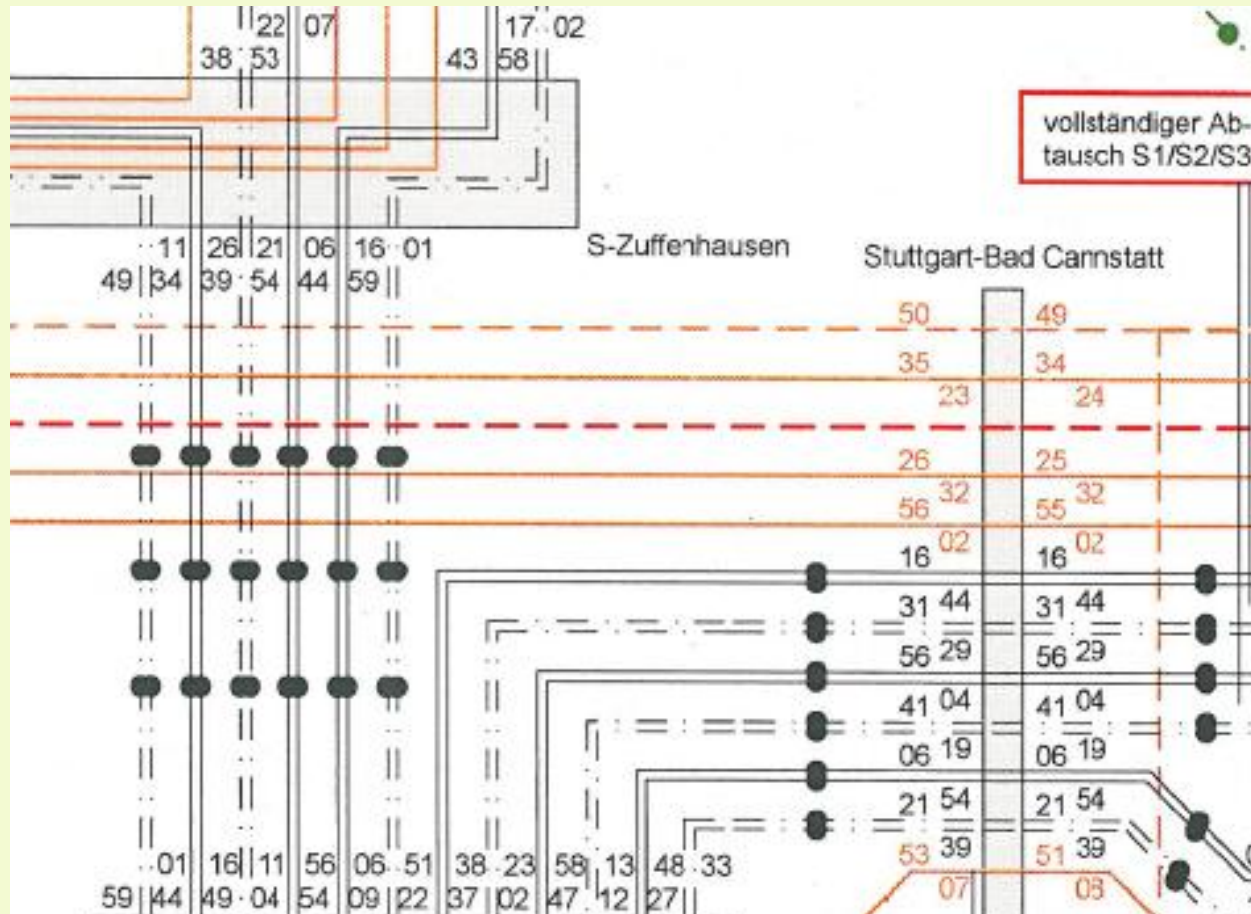 22 07
17 02
38 53
43 58
vollständiger Ab-
tausch S1/S2/S3
11 26 21 06 16 01
S-Zuffenhausen
Stuttgart-Bad Cannstatt
49 34 39 54 44 59
50 49
35 34
23 24
26 25
32 32
56 55
02 02
16 16
31 44 31 44
56 29 56 29
41 04 41 04
06 19 06 19
21 54 21 54
53 39 51 39
01 16 11 56 06 51 38 23 58 13 48 33
07
59 44 49 04 54 09 22 37 02 47 12 27